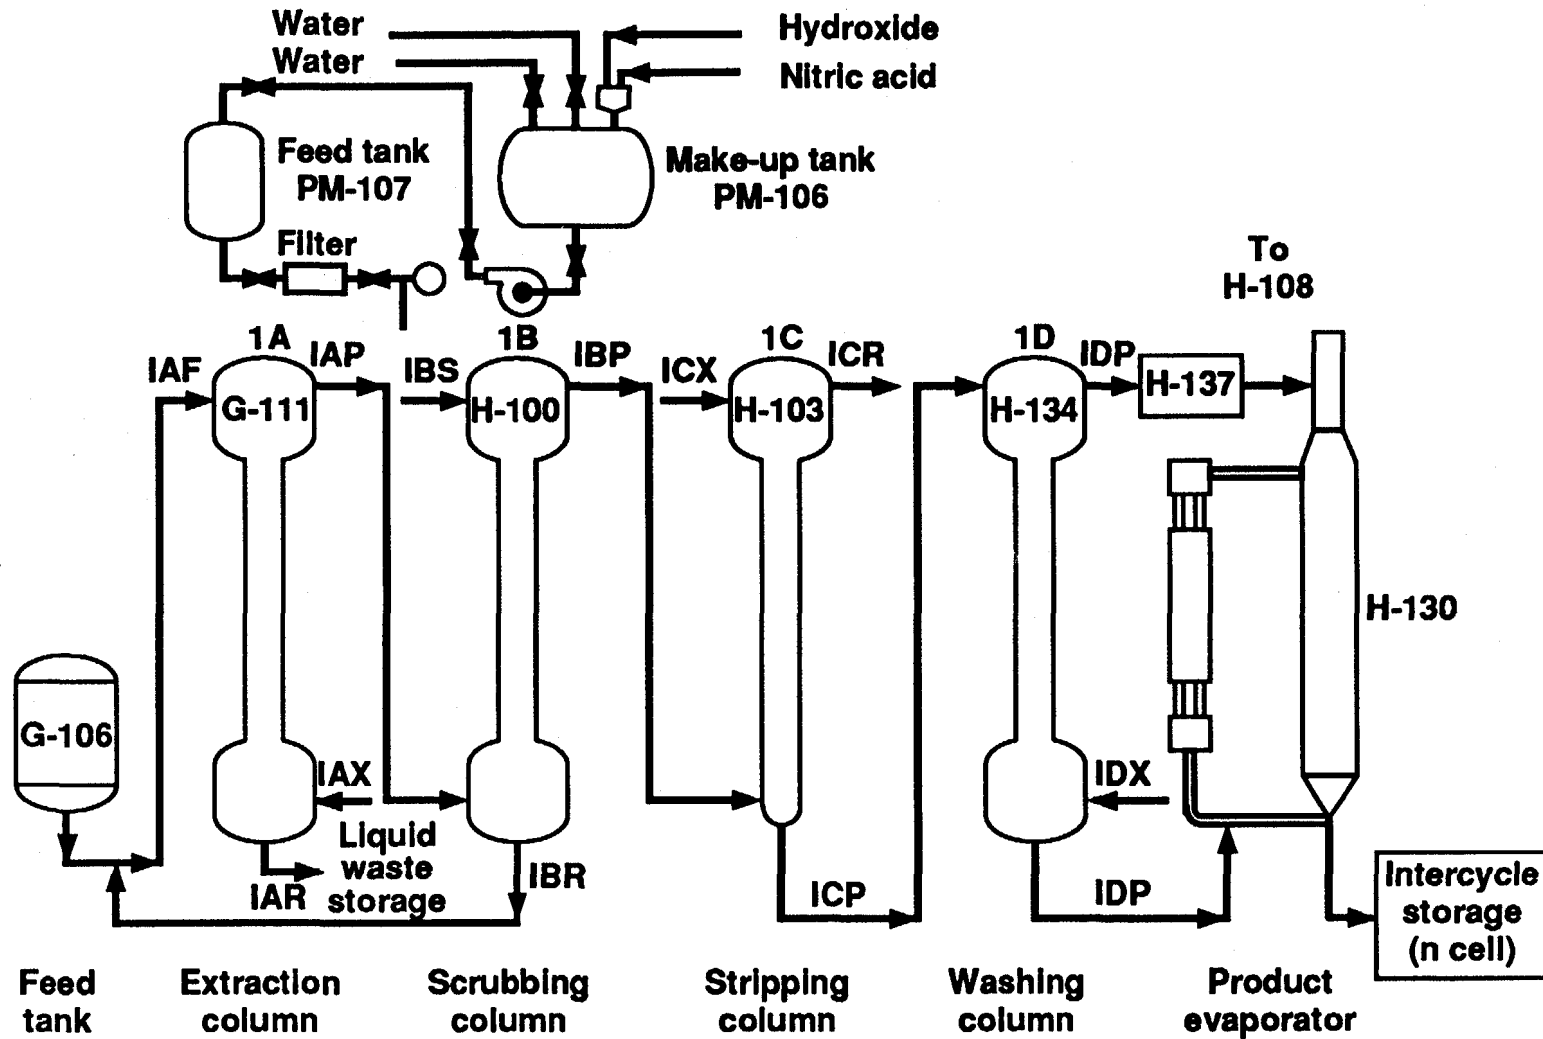 Water
Water
Hydroxide
Nitric acid
Feed tank
PM-107
Make-up tank
PM-106
Filter
To
H-108
1A
1B
1C
1D
IAF
IAP
IBS
IBP
ICX
ICR
IDP
G-111
H-100
H-103
H-134
H-137
H-130
G-106
IAX
IDX
Liquid
waste
storage
IAR
IBR
ICP
IDP
Intercycle
storage
(n cell)
Feed
tank
Extraction
column
Scrubbing
column
Stripping
column
Washing
column
Product
evaporator